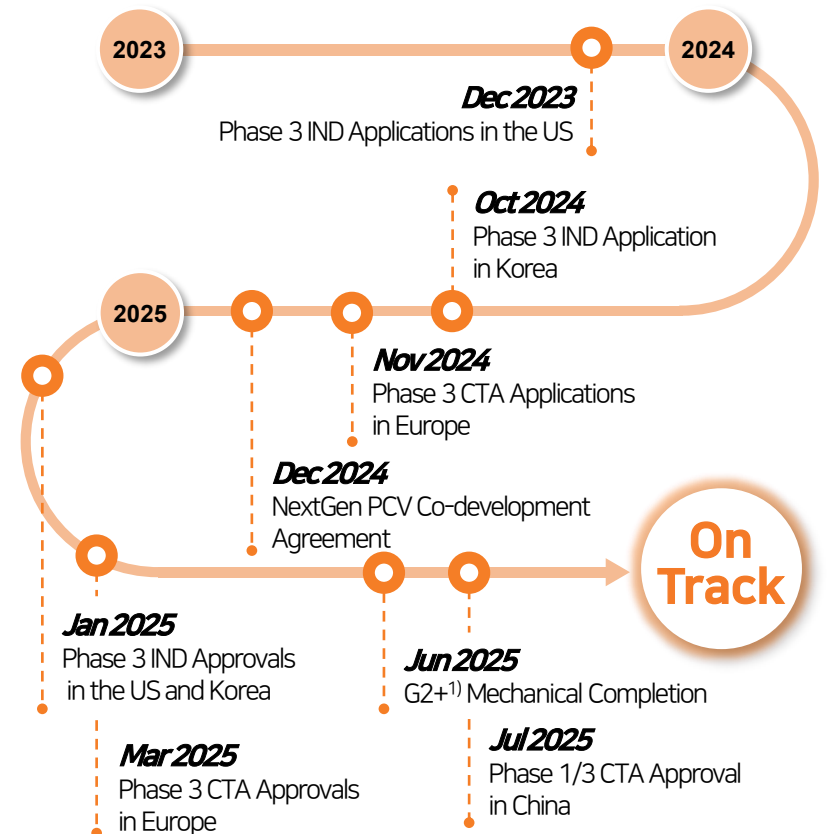 2023
2024
Dec 2023
Phase 3 IND Applications in the US
Oct 2024
Phase 3 IND Application
in Korea
2025
Nov 2024
Phase 3 CTA Applications
in Europe
Dec 2024
NextGen PCV Co-development
Agreement
On
Track
Jan 2025
Phase 3 IND Approvals
in the US and Korea
Mar 2025
Phase 3 CTA Approvals
in Europe
Jun 2025
G2+1) Mechanical Completion
Jul 2025
Phase 1/3 CTA Approval
in China